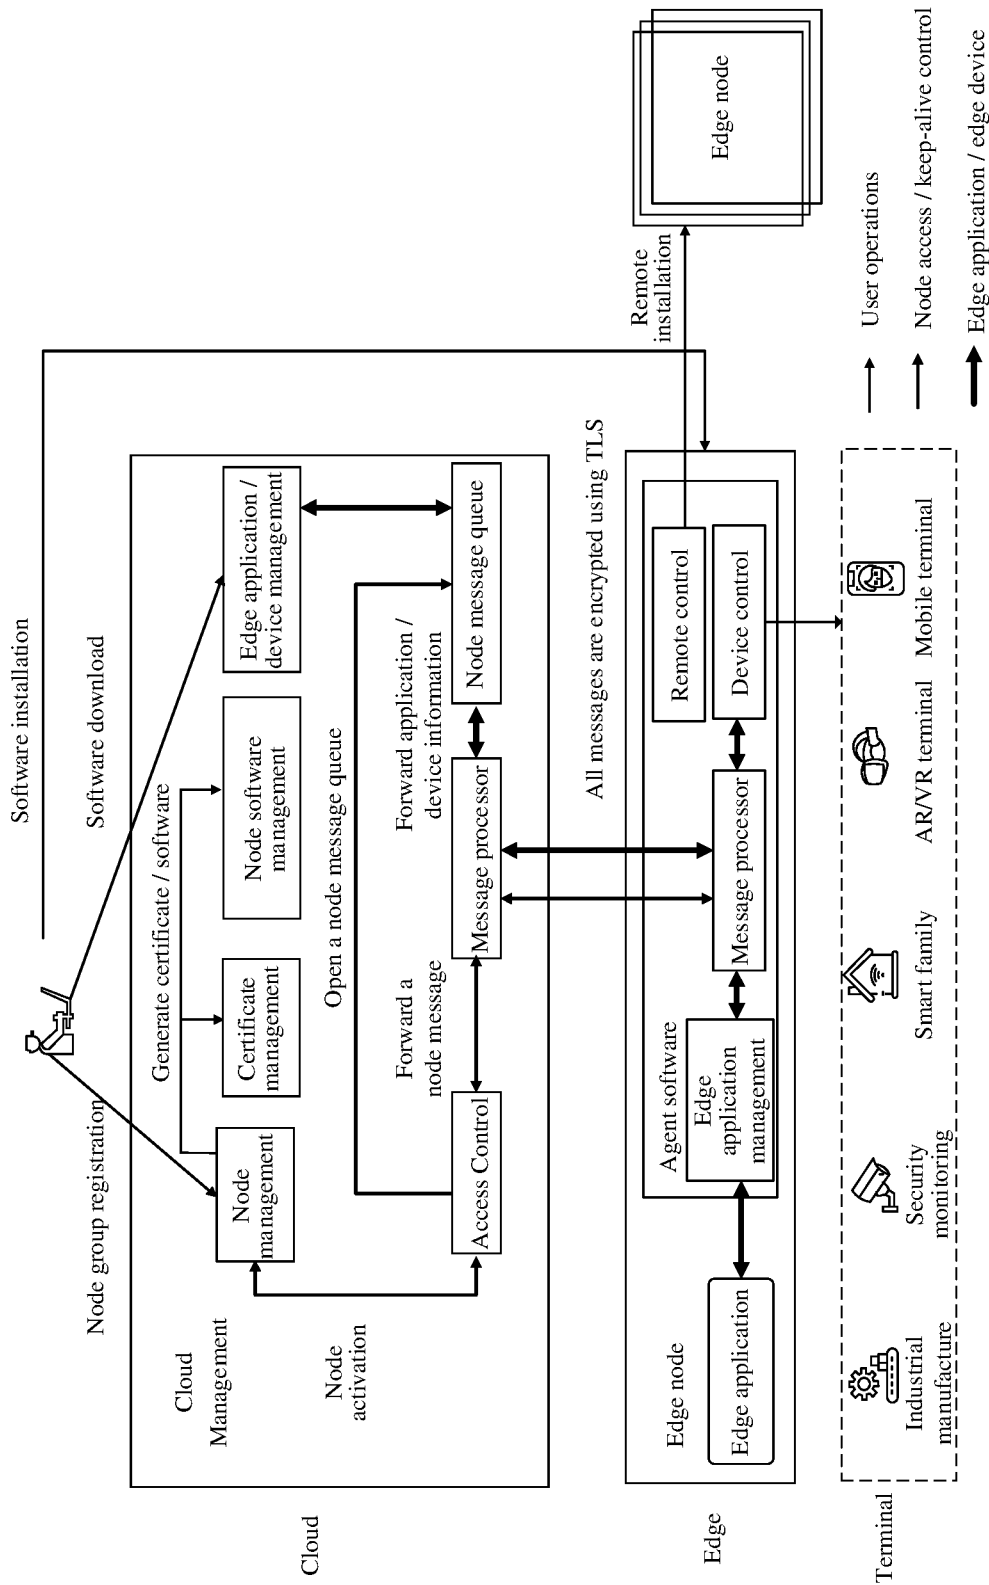 Software installation
Software download
Node group registration
Generate certificate / software
Cloud
Management
Node
management
Certificate
management
Node software
management
Edge application /
device management
Open a node message queue
Node
activation
Forward a
node message
Forward application /
device information
Access Control
Message processor
Node message queue
Cloud
All messages are encrypted using TLS
Remote
installation
Edge node
Edge node
Agent software
Remote control
Edge application
Edge
application
management
Message processor
Device control
Edge
Industrial
manufacture
Security
monitoring
Smart family
AR/VR terminal
Mobile terminal
Terminal
User operations
Node access / keep-alive control
Edge application / edge device